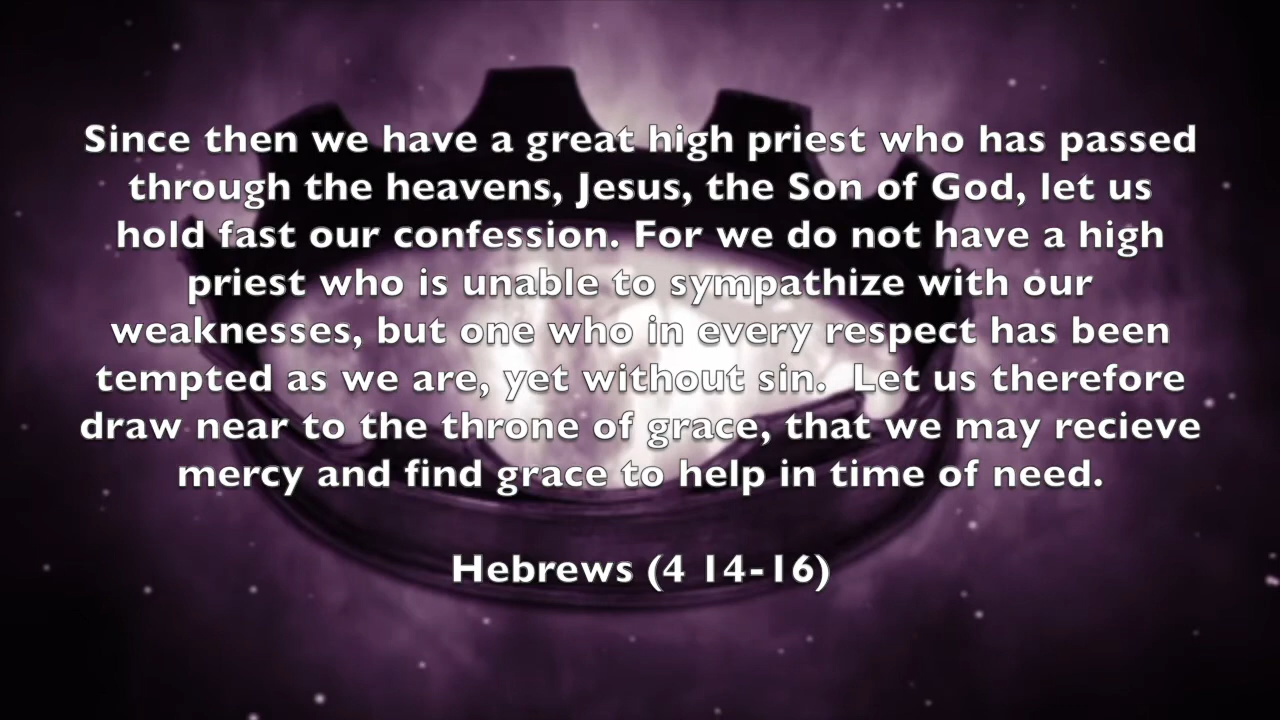 Since then we have a great high priest who has passed
through the heavens, Jesus, the Son of God, let us
hold fast our confession. For we do not have a high
priest who is unable to sympathize with our
weaknesses, but one who in every respect has been
tempted as we are, yet without sin.  Let us therefore
draw near to the throne of grace, that we may recieve
mercy and find grace to help in time of need.
Hebrews (4 14-16)